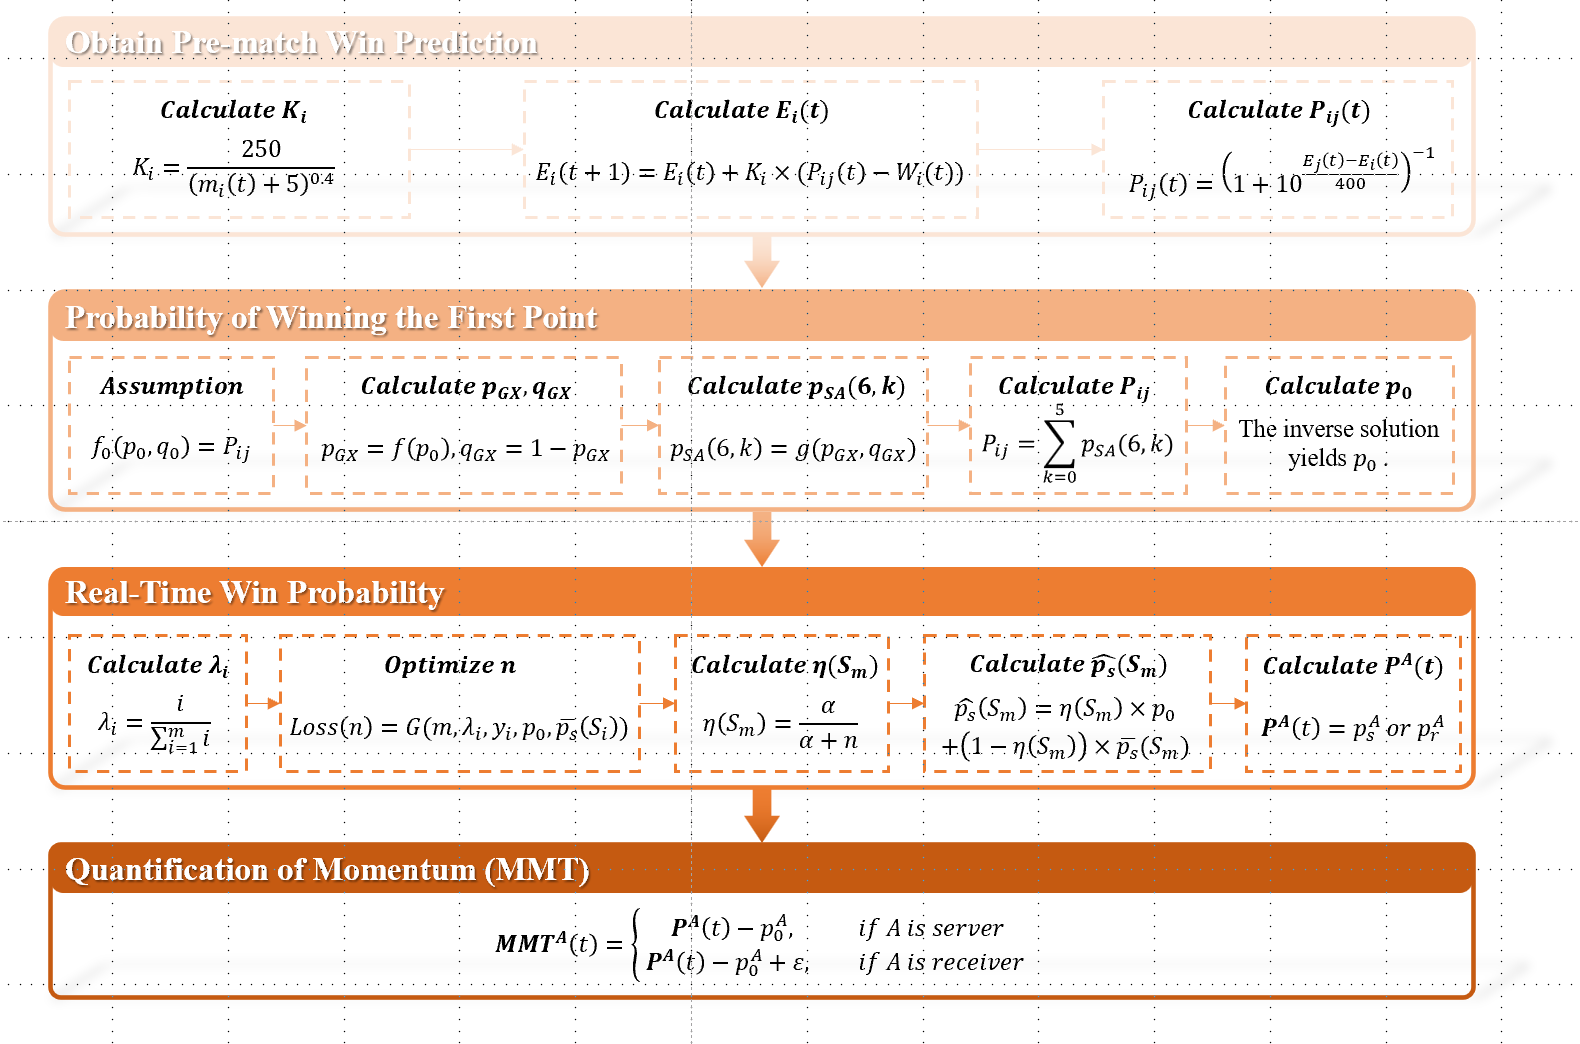 Obtain Pre-match Win Prediction
Calculate K_i
K_i = 250 / (m_i(t) + 5)^0.4
Calculate E_i(t)
E_i(t + 1) = E_i(t) + K_i × (P_ij(t) − W_i(t))
Calculate P_ij(t)
P_ij(t) = (1 + 10^((E_j(t)−E_i(t))/400))^−1
Probability of Winning the First Point
Assumption
f_0(p_0, q_0) = P_ij
Calculate p_GX, q_GX
p_GX = f(p_0), q_GX = 1 − p_GX
Calculate p_SA(6, k)
p_SA(6, k) = g(p_GX, q_GX)
Calculate P_ij
P_ij = ∑_{k=0}^{5} p_SA(6, k)
Calculate p_0
The inverse solution
yields p_0 .
Real-Time Win Probability
Calculate λ_i
λ_i = i / ∑_{i=1}^{m} i
Optimize n
Loss(n) = G(m, λ_i, y_i, p_0, p̅_s(S_i))
Calculate η(S_m)
η(S_m) = α / (α + n)
Calculate p̂_s(S_m)
p̂_s(S_m) = η(S_m) × p_0
+(1 − η(S_m)) × p̅_s(S_m)
Calculate P^A(t)
P^A(t) = p_s^A or p_r^A
Quantification of Momentum (MMT)
MMT^A(t) = {
P^A(t) − p_0^A, if A is server
P^A(t) − p_0^A + ε, if A is receiver